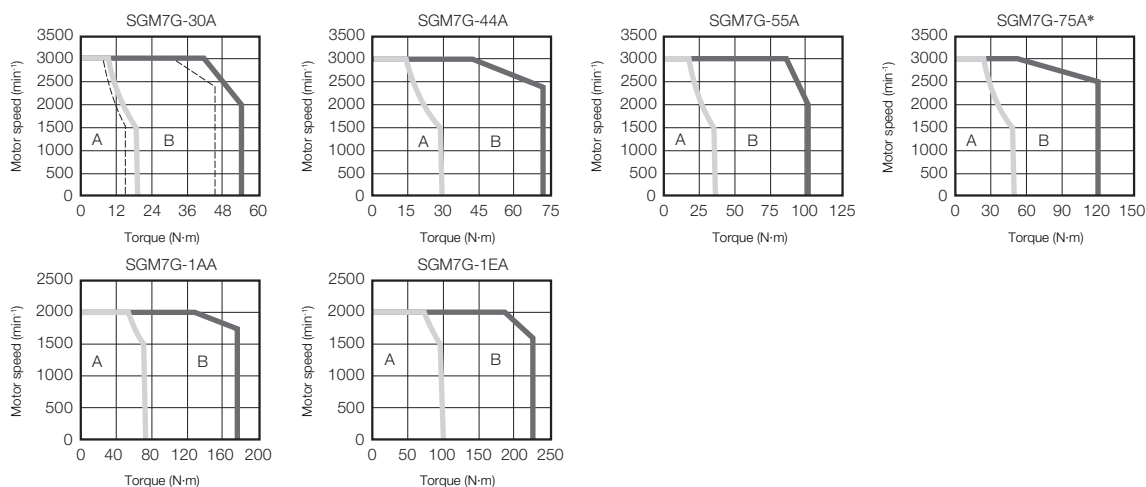 SGM7G-30A
SGM7G-44A
SGM7G-55A
SGM7G-75A*
Motor speed (min⁻¹)
3500
3000
2500
2000
1500
1000
500
0
A
B
0 12 24 36 48 60
Torque (N·m)
Motor speed (min⁻¹)
3500
3000
2500
2000
1500
1000
500
0
A
B
0 15 30 45 60 75
Torque (N·m)
Motor speed (min⁻¹)
3500
3000
2500
2000
1500
1000
500
0
A
B
0 25 50 75 100 125
Torque (N·m)
Motor speed (min⁻¹)
3500
3000
2500
2000
1500
1000
500
0
A
B
0 30 60 90 120 150
Torque (N·m)
SGM7G-1AA
SGM7G-1EA
Motor speed (min⁻¹)
2500
2000
1500
1000
500
0
A
B
0 40 80 120 160 200
Torque (N·m)
Motor speed (min⁻¹)
2500
2000
1500
1000
500
0
A
B
0 50 100 150 200 250
Torque (N·m)